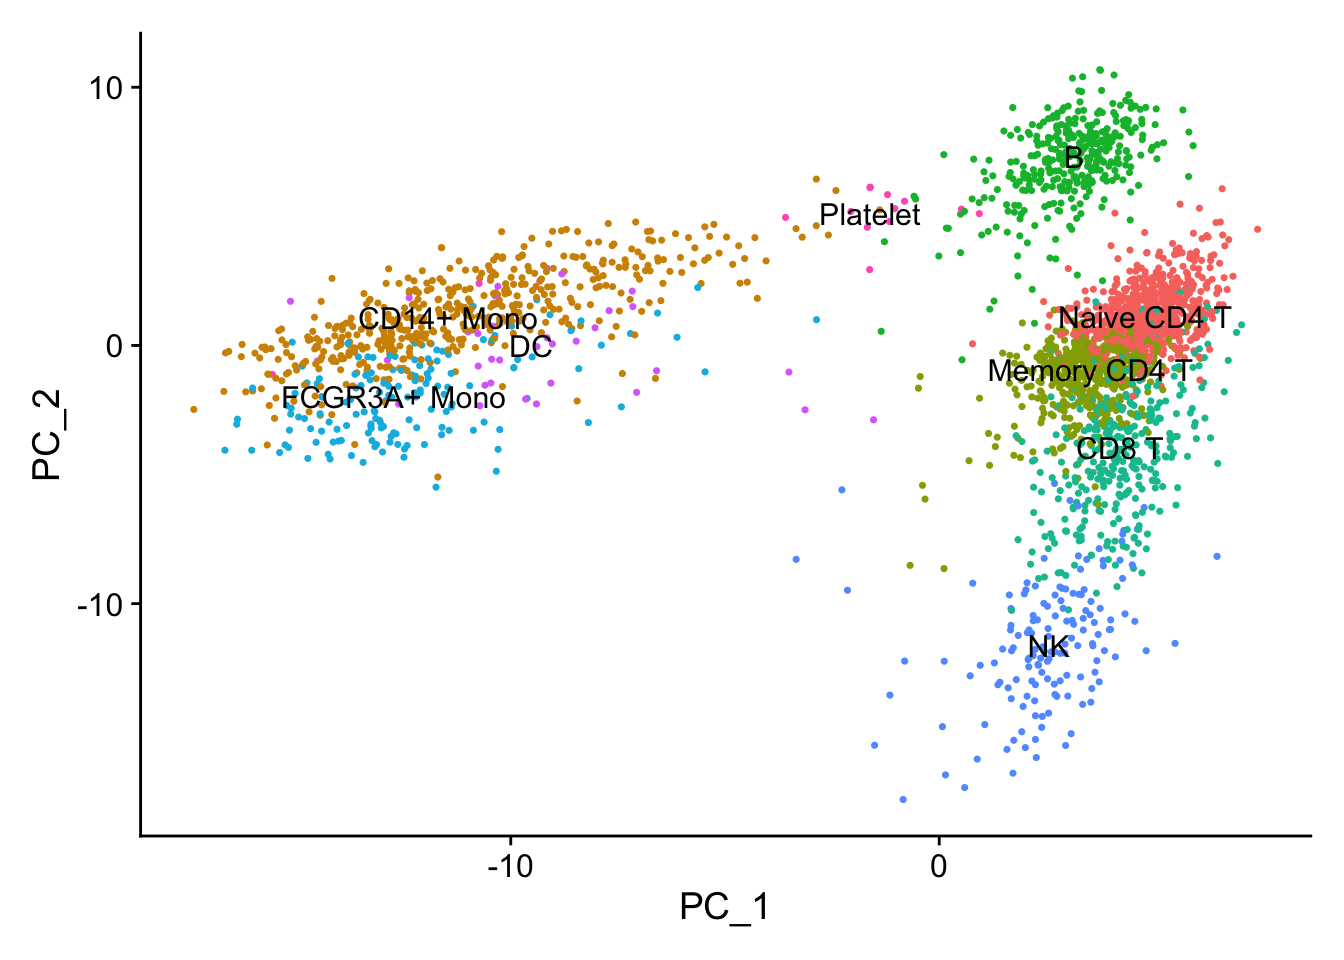 10
B
Platelet
CD14+ Mono
Naive CD4 T
0
DC
Memory CD4 T
FCGR3A+ Mono
PC_2
CD8 T
-10
NK
-10
0
PC_1